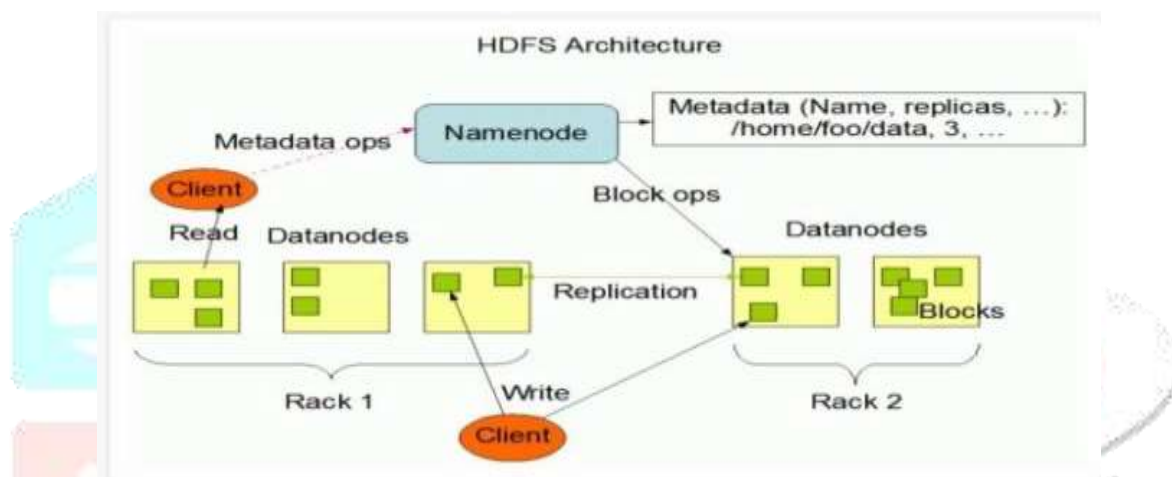 HDFS Architecture
Metadata (Name, replicas, ...):
/home/foo/data, 3, ...
Namenode
Metadata ops
Client
Block ops
Read
Datanodes
Datanodes
Replication
Blocks
Rack 1
Write
Rack 2
Client